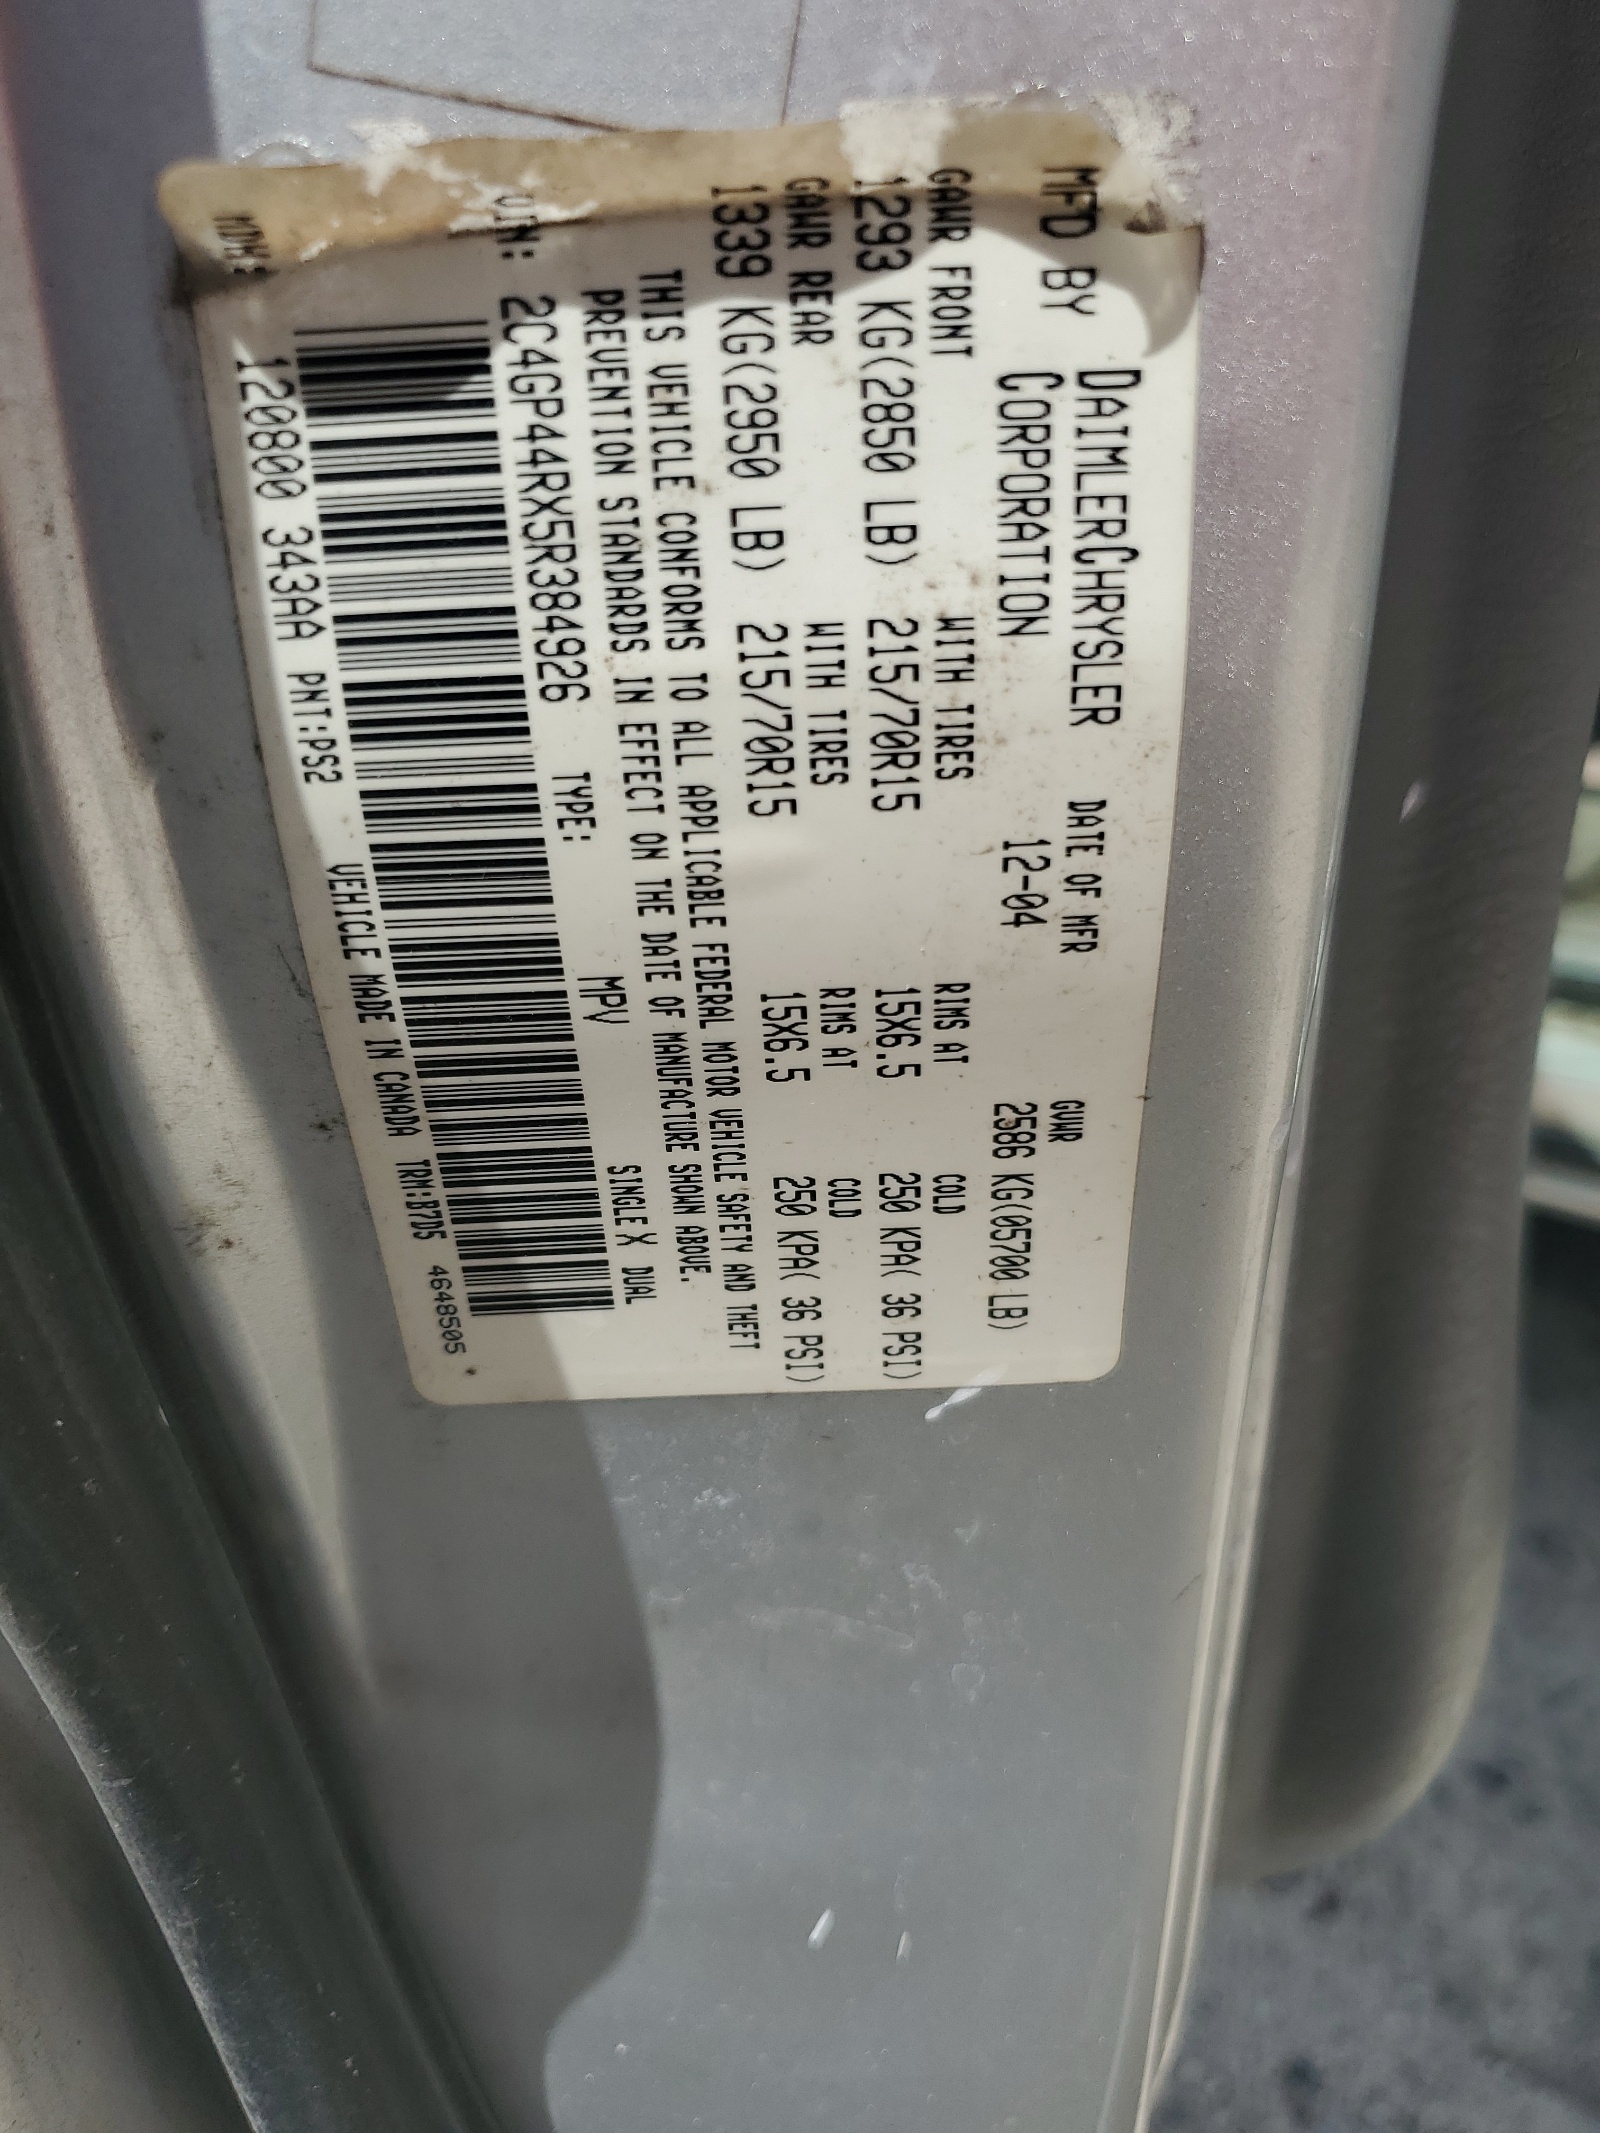 MFD BY DAIMLERCHRYSLER CORPORATION DATE OF MFR 12-04 GVWR 2586 KG(05700 LB)
GAWR FRONT WITH TIRES RIMS AT COLD
1293 KG(2850 LB) 215/70R15 15X6.5 250 KPA( 36 PSI)
GAWR REAR WITH TIRES RIMS AT COLD
1339 KG(2950 LB) 215/70R15 15X6.5 250 KPA( 36 PSI)
THIS VEHICLE CONFORMS TO ALL APPLICABLE FEDERAL MOTOR VEHICLE SAFETY AND THEFT
PREVENTION STANDARDS IN EFFECT ON THE DATE OF MANUFACTURE SHOWN ABOVE.
VIN: 2C4GP44RX5R384926 TYPE: MPV SINGLE X DUAL
MDH: 120800 343AA PNT:PS2 VEHICLE MADE IN CANADA TRM:B7D5 4648505